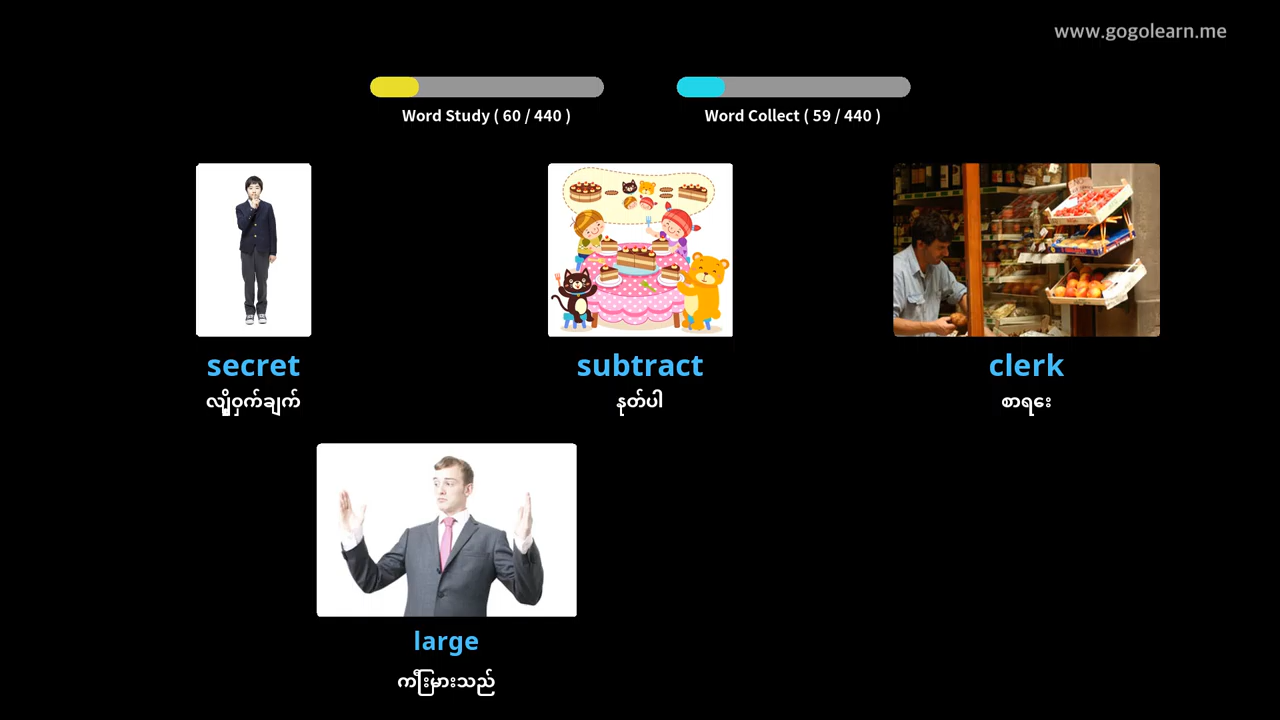 www.gogolearn.me
Word Study ( 60 / 440 )
Word Collect ( 59 / 440 )
secret
subtract
clerk
လျှို့ဝှက်ချက်
နုတ်ပါ
စာရေး
large
ကြီးမားသည်